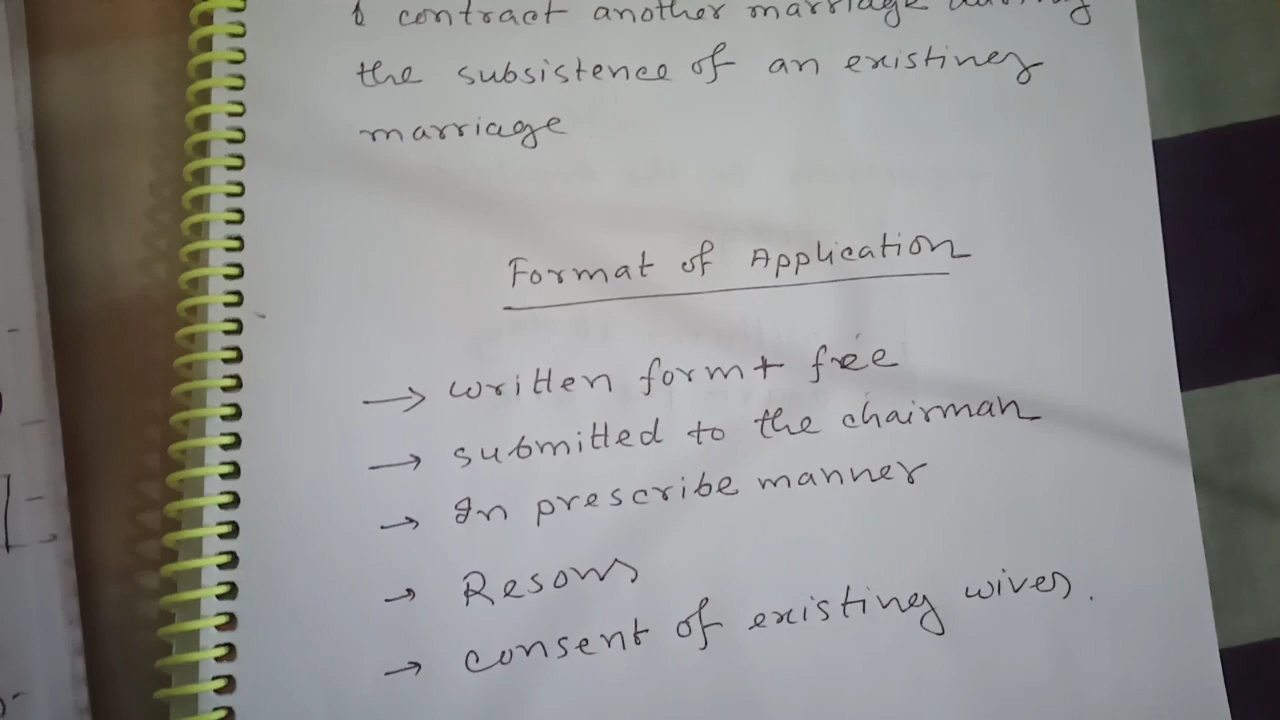 contract another marriage
the subsistence of an existing
marriage
Format of Application
→ written form + free
→ submitted to the chairman
→ In prescribe manner
→ Resons
→ consent of existing wives.